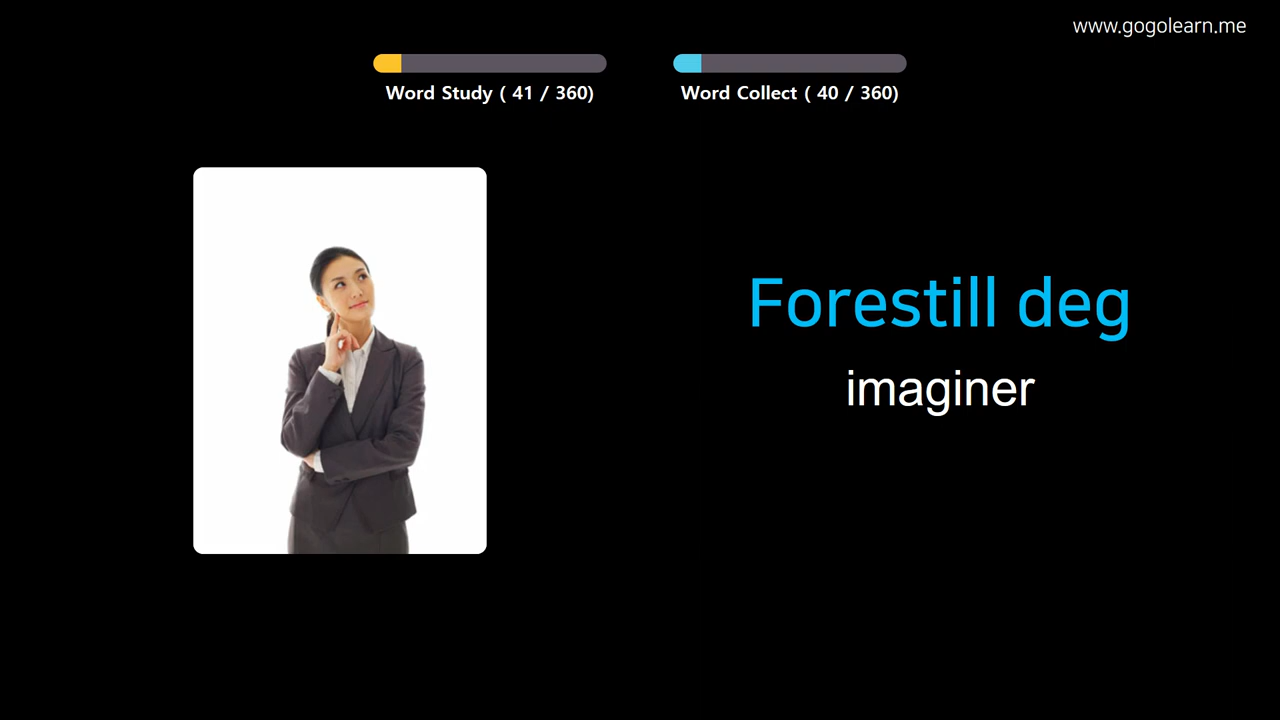 www.gogolearn.me
Word Study ( 41 / 360)
Word Collect ( 40 / 360)
Forestill deg
imaginer